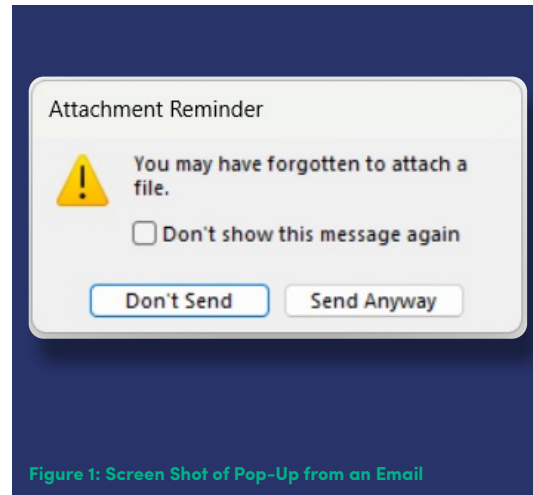 Attachment Reminder
You may have forgotten to attach a
file.
Don't show this message again
Don't Send
Send Anyway
Figure 1: Screen Shot of Pop-Up from an Email